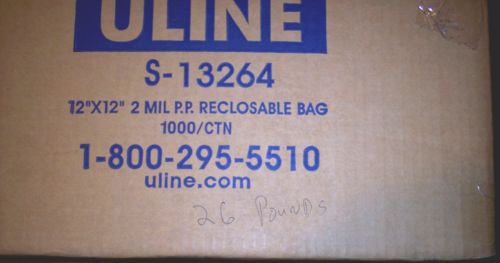 ULINE
S-13264
12"X12" 2 MIL P.P. RECLOSABLE BAG
1000/CTN
1-800-295-5510
uline.com
26 POUNDS